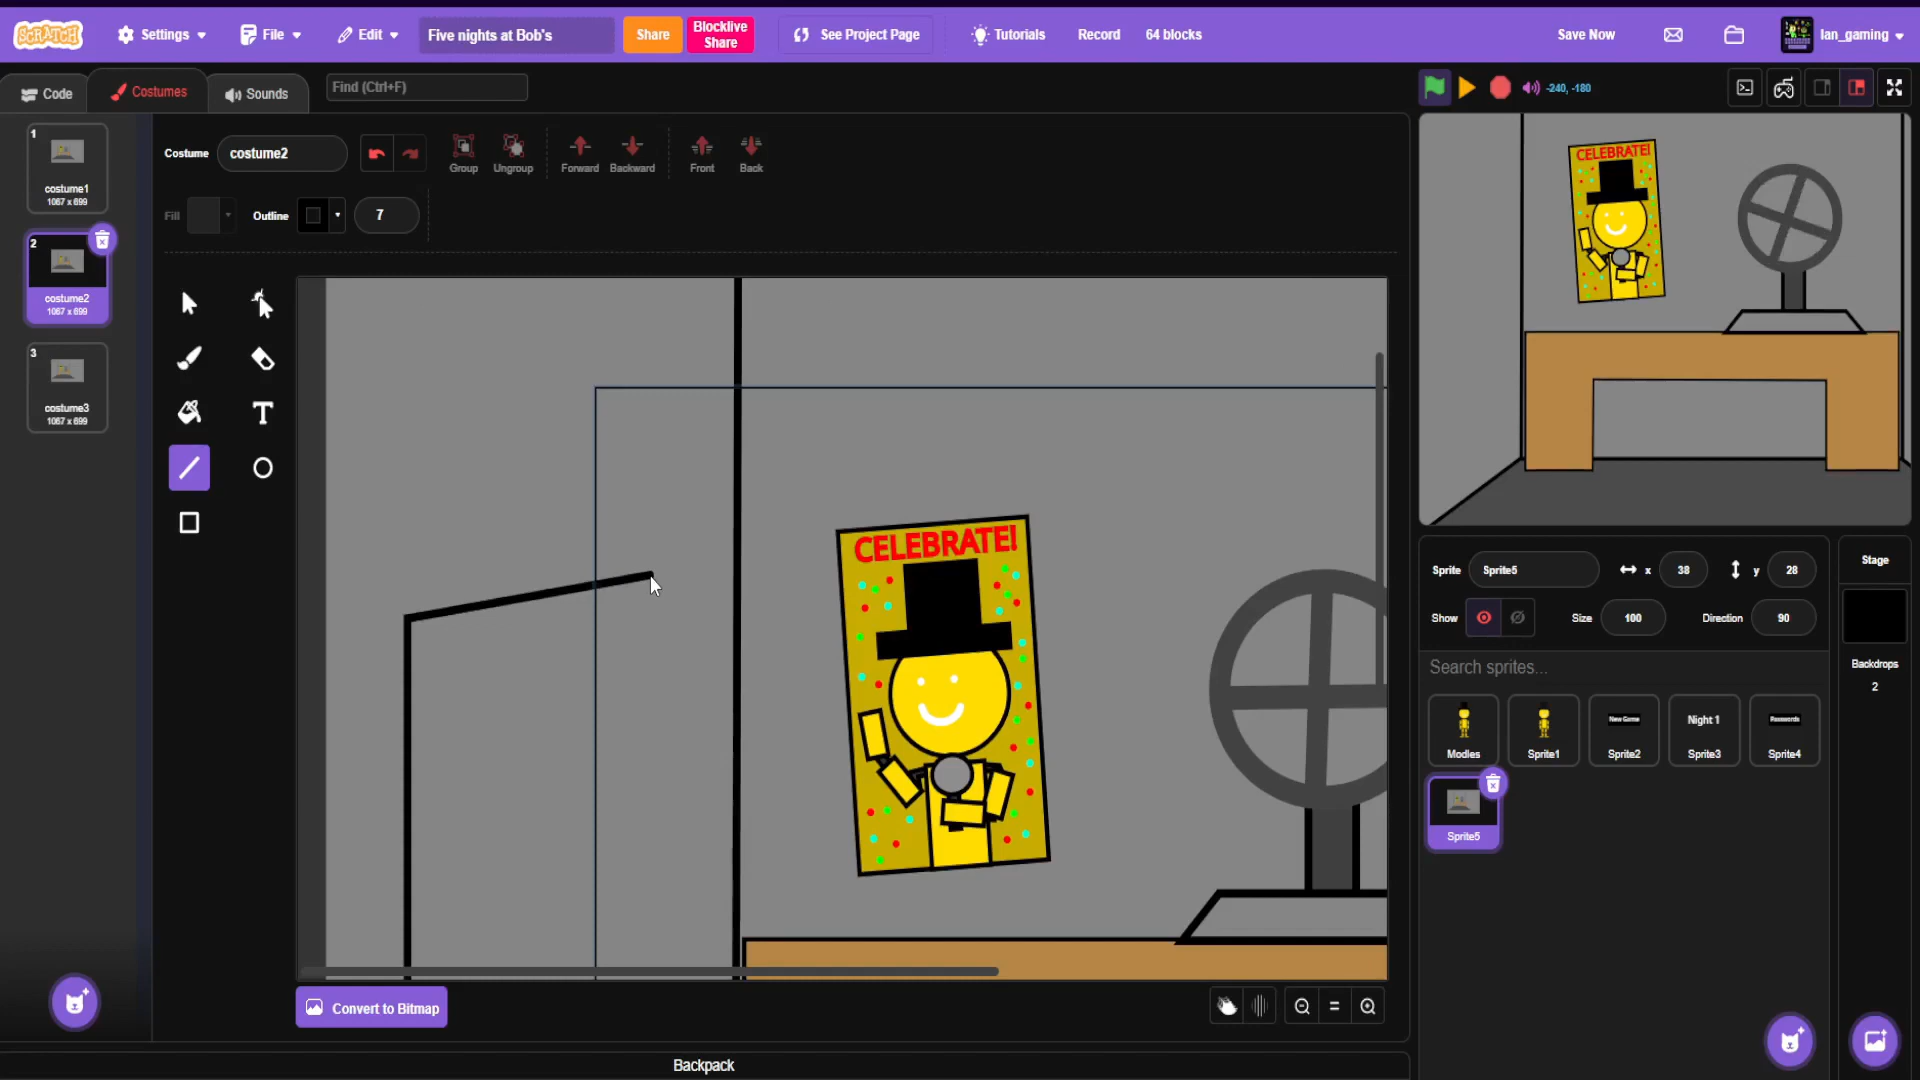 SCRATCH
Settings
File
Edit
Five nights at Bob's
Share
Blocklive
Share
See Project Page
Tutorials
Record
64 blocks
Save Now
Ian_gaming
Code
Costumes
Sounds
Find (Ctrl+F)
-240, -180
1
costume1
1067 x 699
2
costume2
1067 x 699
3
costume3
1067 x 699
Costume
costume2
Group
Ungroup
Forward
Backward
Front
Back
Fill
Outline
7
T
CELEBRATE!
CELEBRATE!
Convert to Bitmap
Backpack
Sprite
Sprite5
x
38
y
28
Show
Size
100
Direction
90
Search sprites...
Modles
Sprite1
New Game
Sprite2
Night 1
Sprite3
Passwords
Sprite4
Sprite5
Stage
Backdrops
2